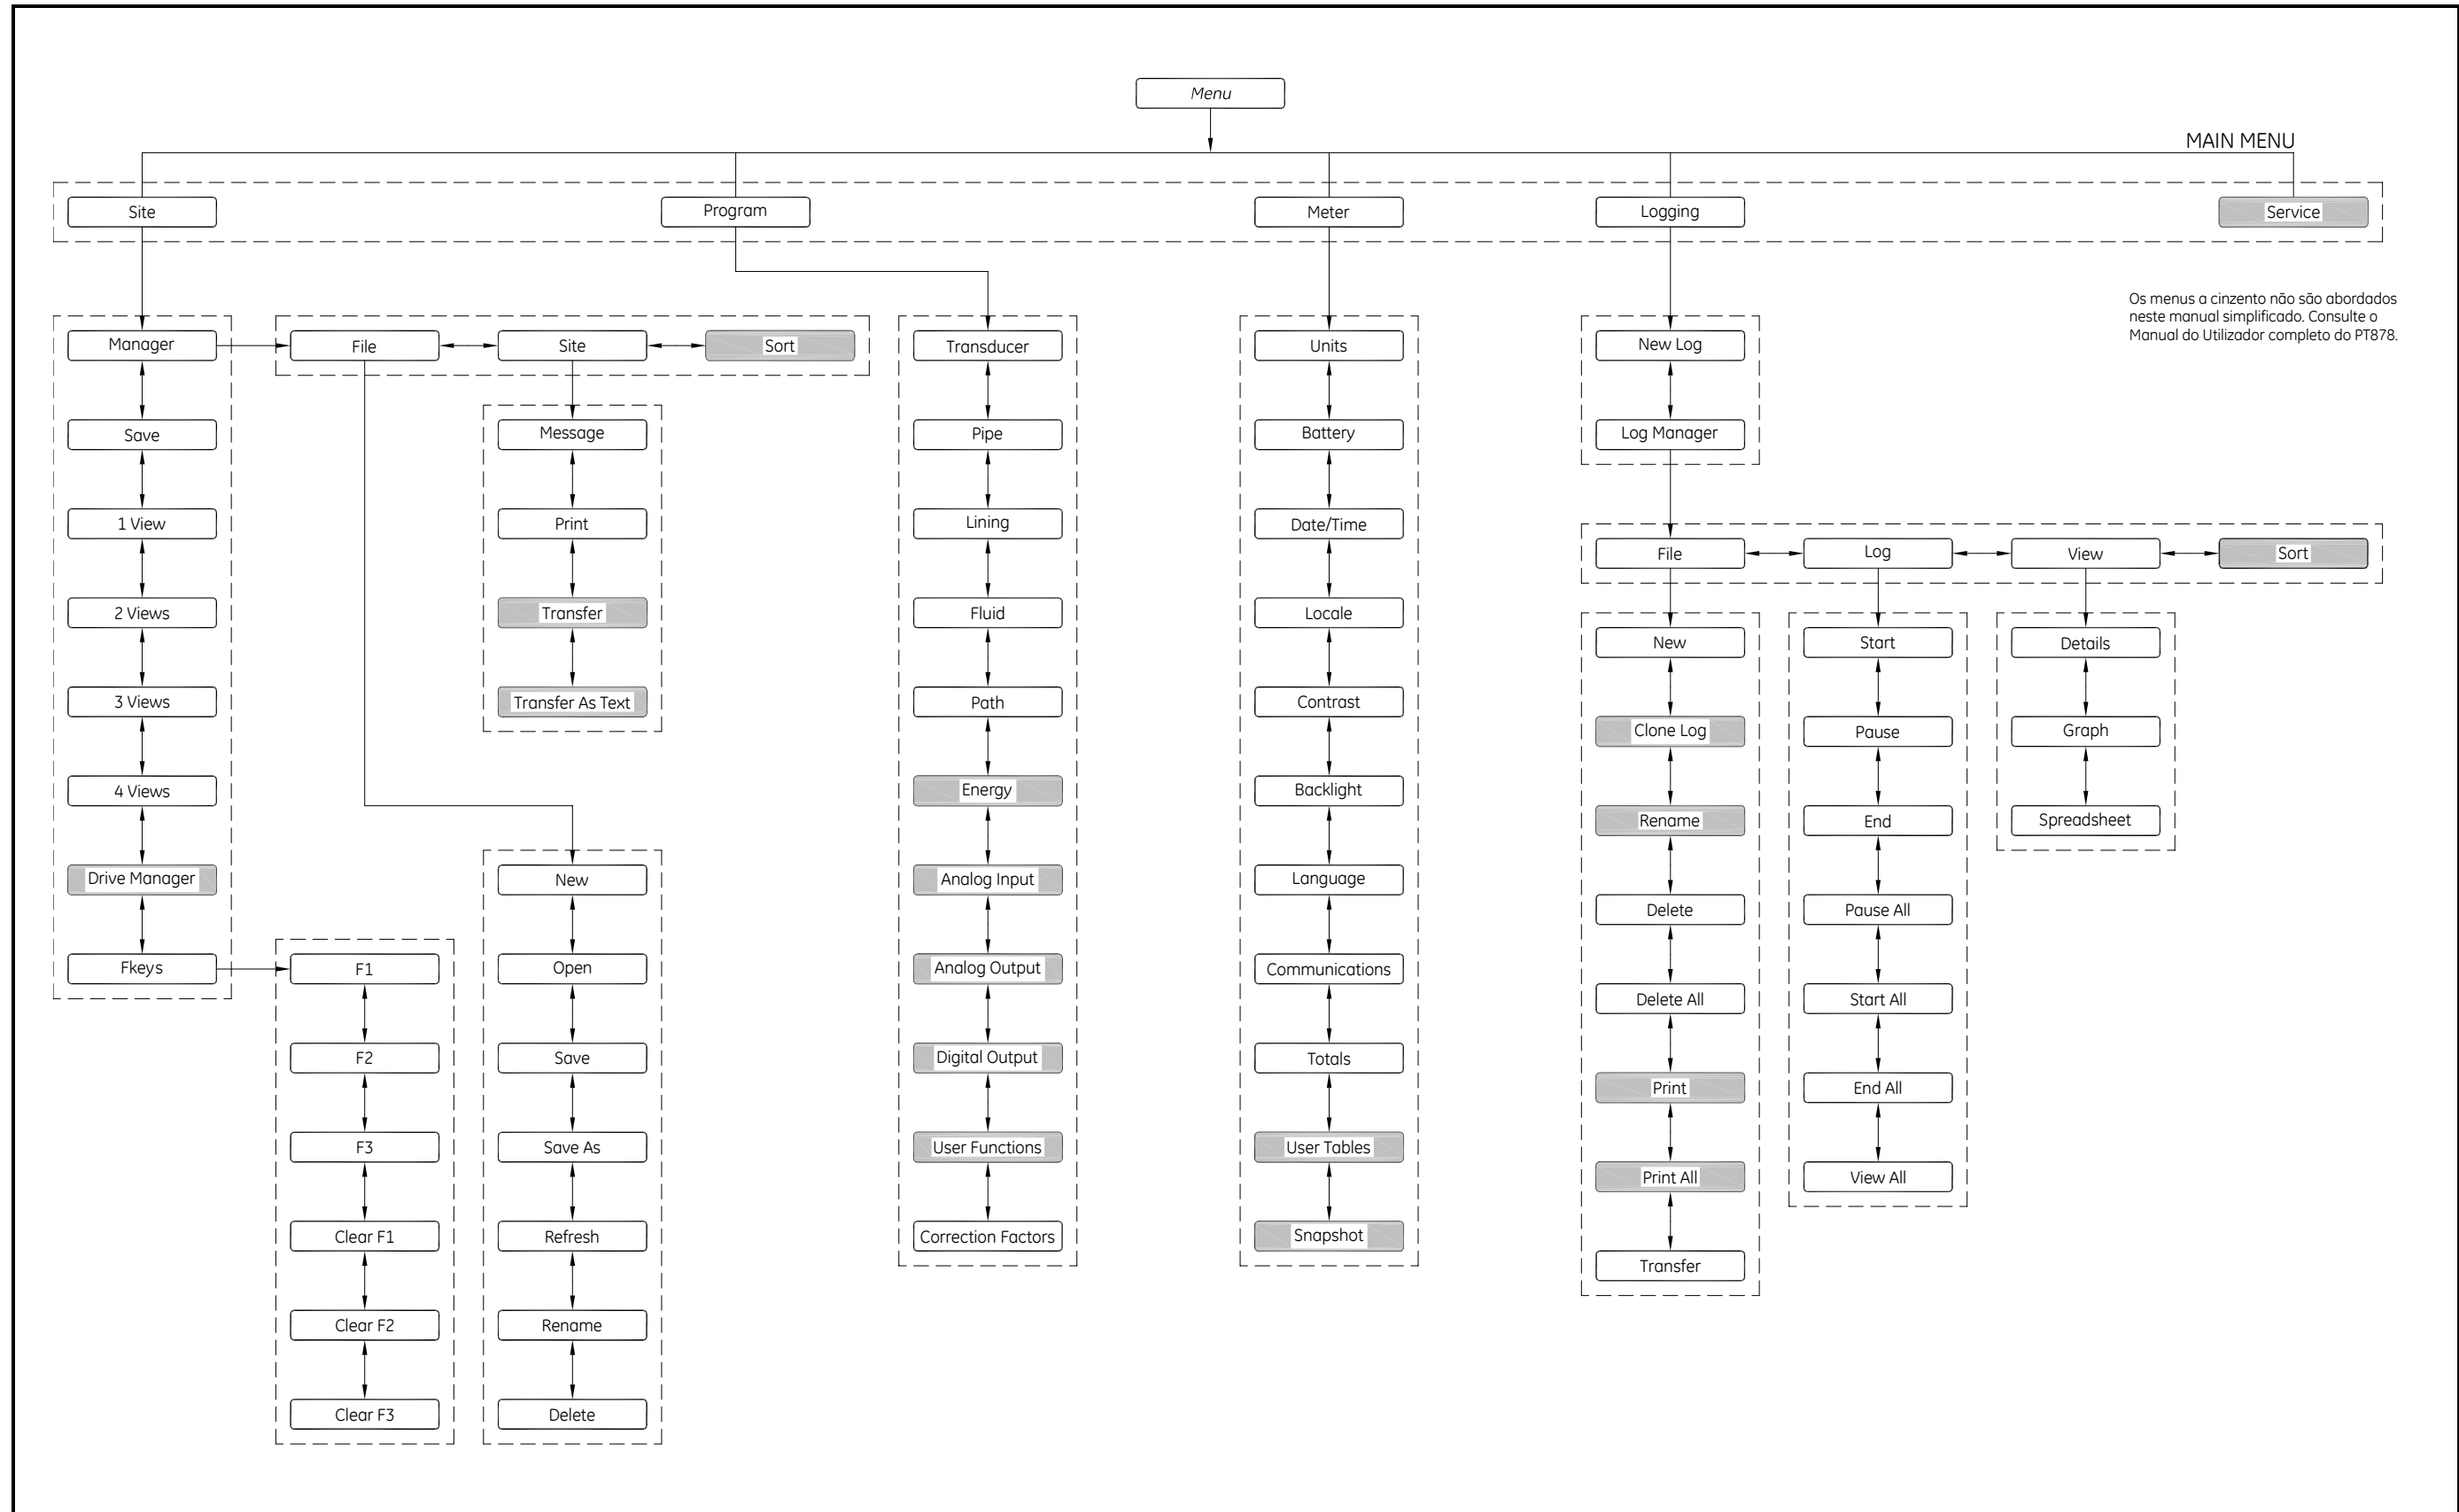 Menu
MAIN MENU
Site
Program
Meter
Logging
Service
Os menus a cinzento não são abordados
neste manual simplificado. Consulte o
Manual do Utilizador completo do PT878.
Manager
Save
1 View
2 Views
3 Views
4 Views
Drive Manager
Fkeys
File
Site
Sort
Message
Print
Transfer
Transfer As Text
F1
F2
F3
Clear F1
Clear F2
Clear F3
New
Open
Save
Save As
Refresh
Rename
Delete
Transducer
Pipe
Lining
Fluid
Path
Energy
Analog Input
Analog Output
Digital Output
User Functions
Correction Factors
Units
Battery
Date/Time
Locale
Contrast
Backlight
Language
Communications
Totals
User Tables
Snapshot
New Log
Log Manager
File
Log
View
Sort
New
Clone Log
Rename
Delete
Delete All
Print
Print All
Transfer
Start
Pause
End
Pause All
Start All
End All
View All
Details
Graph
Spreadsheet